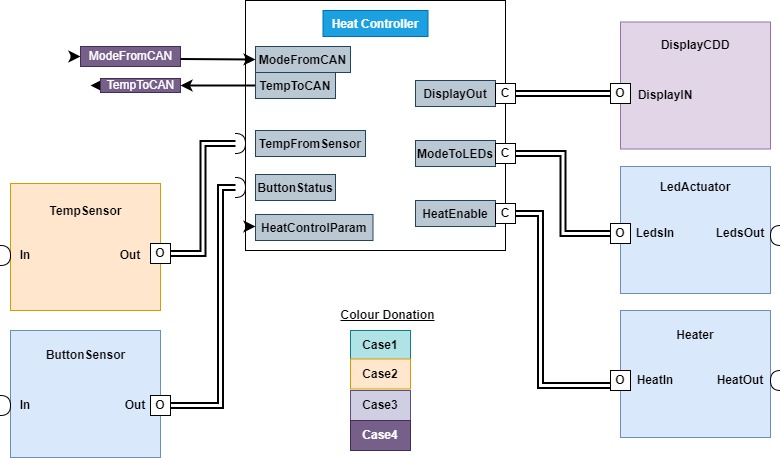 Heat Controller
ModeFromCAN
ModeFromCAN
TempToCAN
TempToCAN
DisplayOut
C
TempFromSensor
ModeToLEDs
C
ButtonStatus
HeatEnable
C
HeatControlParam
DisplayCDD
O
DisplayIN
TempSensor
In
Out
O
LedActuator
O
LedsIn
LedsOut
ButtonSensor
In
Out
O
Heater
O
HeatIn
HeatOut
Colour Donation
Case1
Case2
Case3
Case4